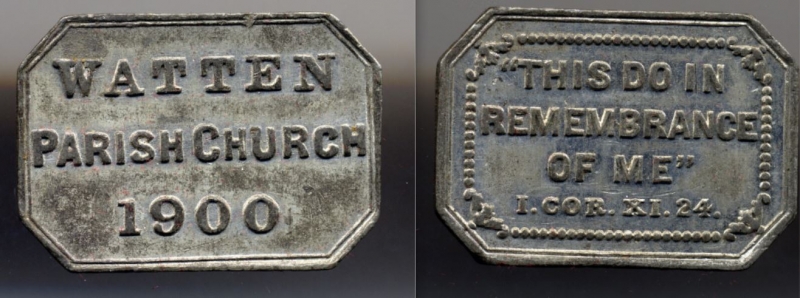 WATTEN
PARISH CHURCH
1900
"THIS DO IN
REMEMBRANCE
OF ME"
I. COR. XI. 24.